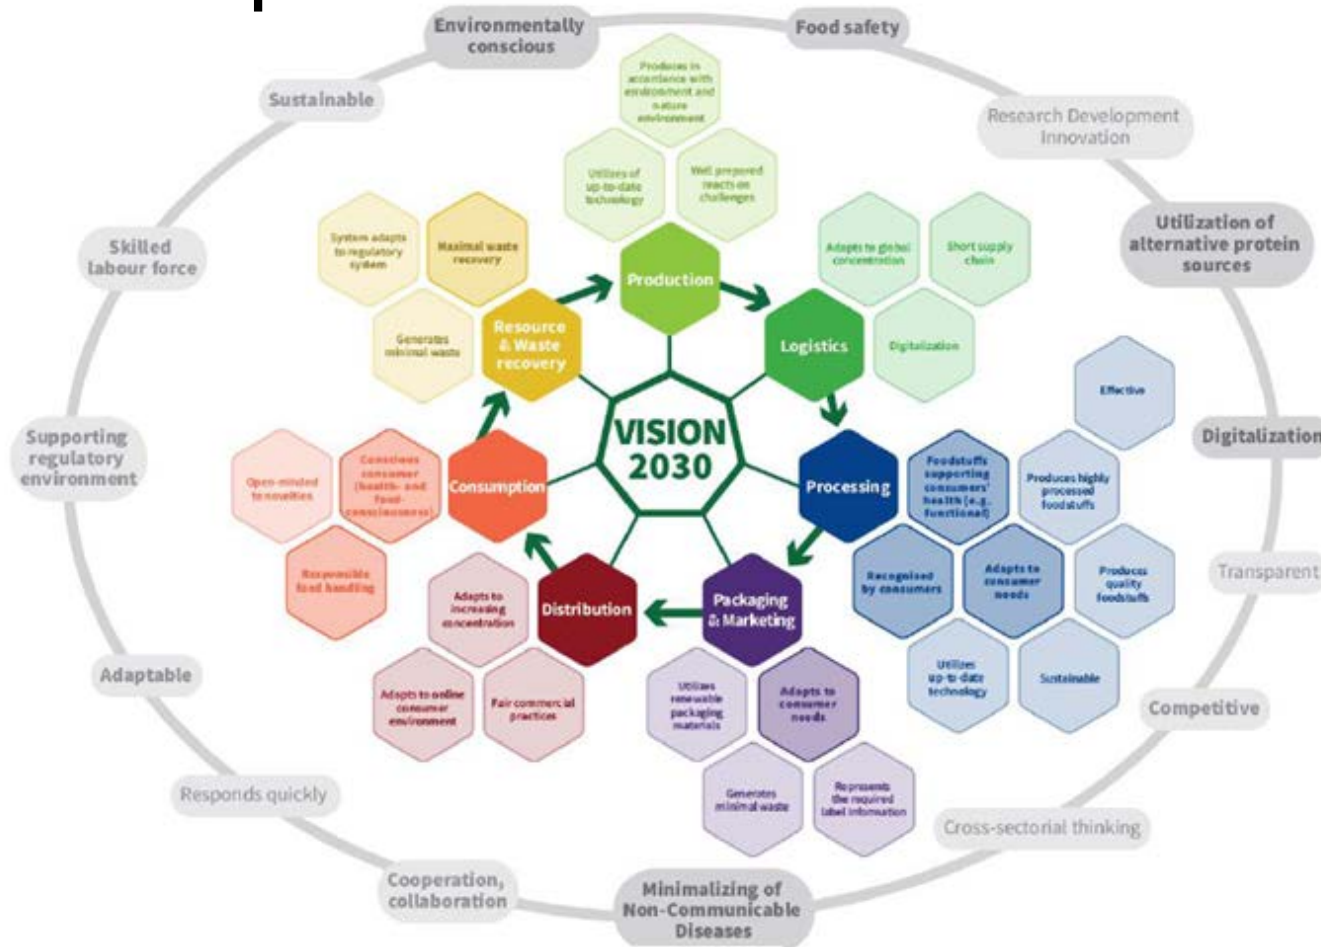 Environmentally
conscious
Food safety
Sustainable
Research Development
Innovation
Skilled
labour force
Utilization of
alternative protein
sources
Supporting
regulatory
environment
Digitalization
Transparent
Adaptable
Competitive
Responds quickly
Cross-sectorial thinking
Cooperation,
collaboration
Minimalizing of
Non-Communicable
Diseases
VISION
2030
Production
Produces in
accordance with
environment and
nature
environment
Utilizes of
up-to-date
technology
Well prepared
reacts on
challenges
Logistics
Adapts to global
concentration
Short supply
chain
Digitalization
Processing
Foodstuffs
supporting
consumers'
health (e.g.
functional)
Effective
Produces highly
processed
foodstuffs
Recognised
by consumers
Adapts to
consumer
needs
Produces
quality
foodstuffs
Utilizes
up-to-date
technology
Sustainable
Packaging
& Marketing
Utilizes
renewable
packaging
materials
Adapts to
consumer
needs
Generates
minimal waste
Represents
the required
label information
Distribution
Adapts to
increasing
concentration
Adapts to online
consumer
environment
Fair commercial
practices
Consumption
Open-minded
to novelties
Conscious
consumer
(health- and
food-
consciousness)
Responsible
food handling
Resource
& Waste
recovery
System adapts
to regulatory
system
Maximal waste
recovery
Generates
minimal waste